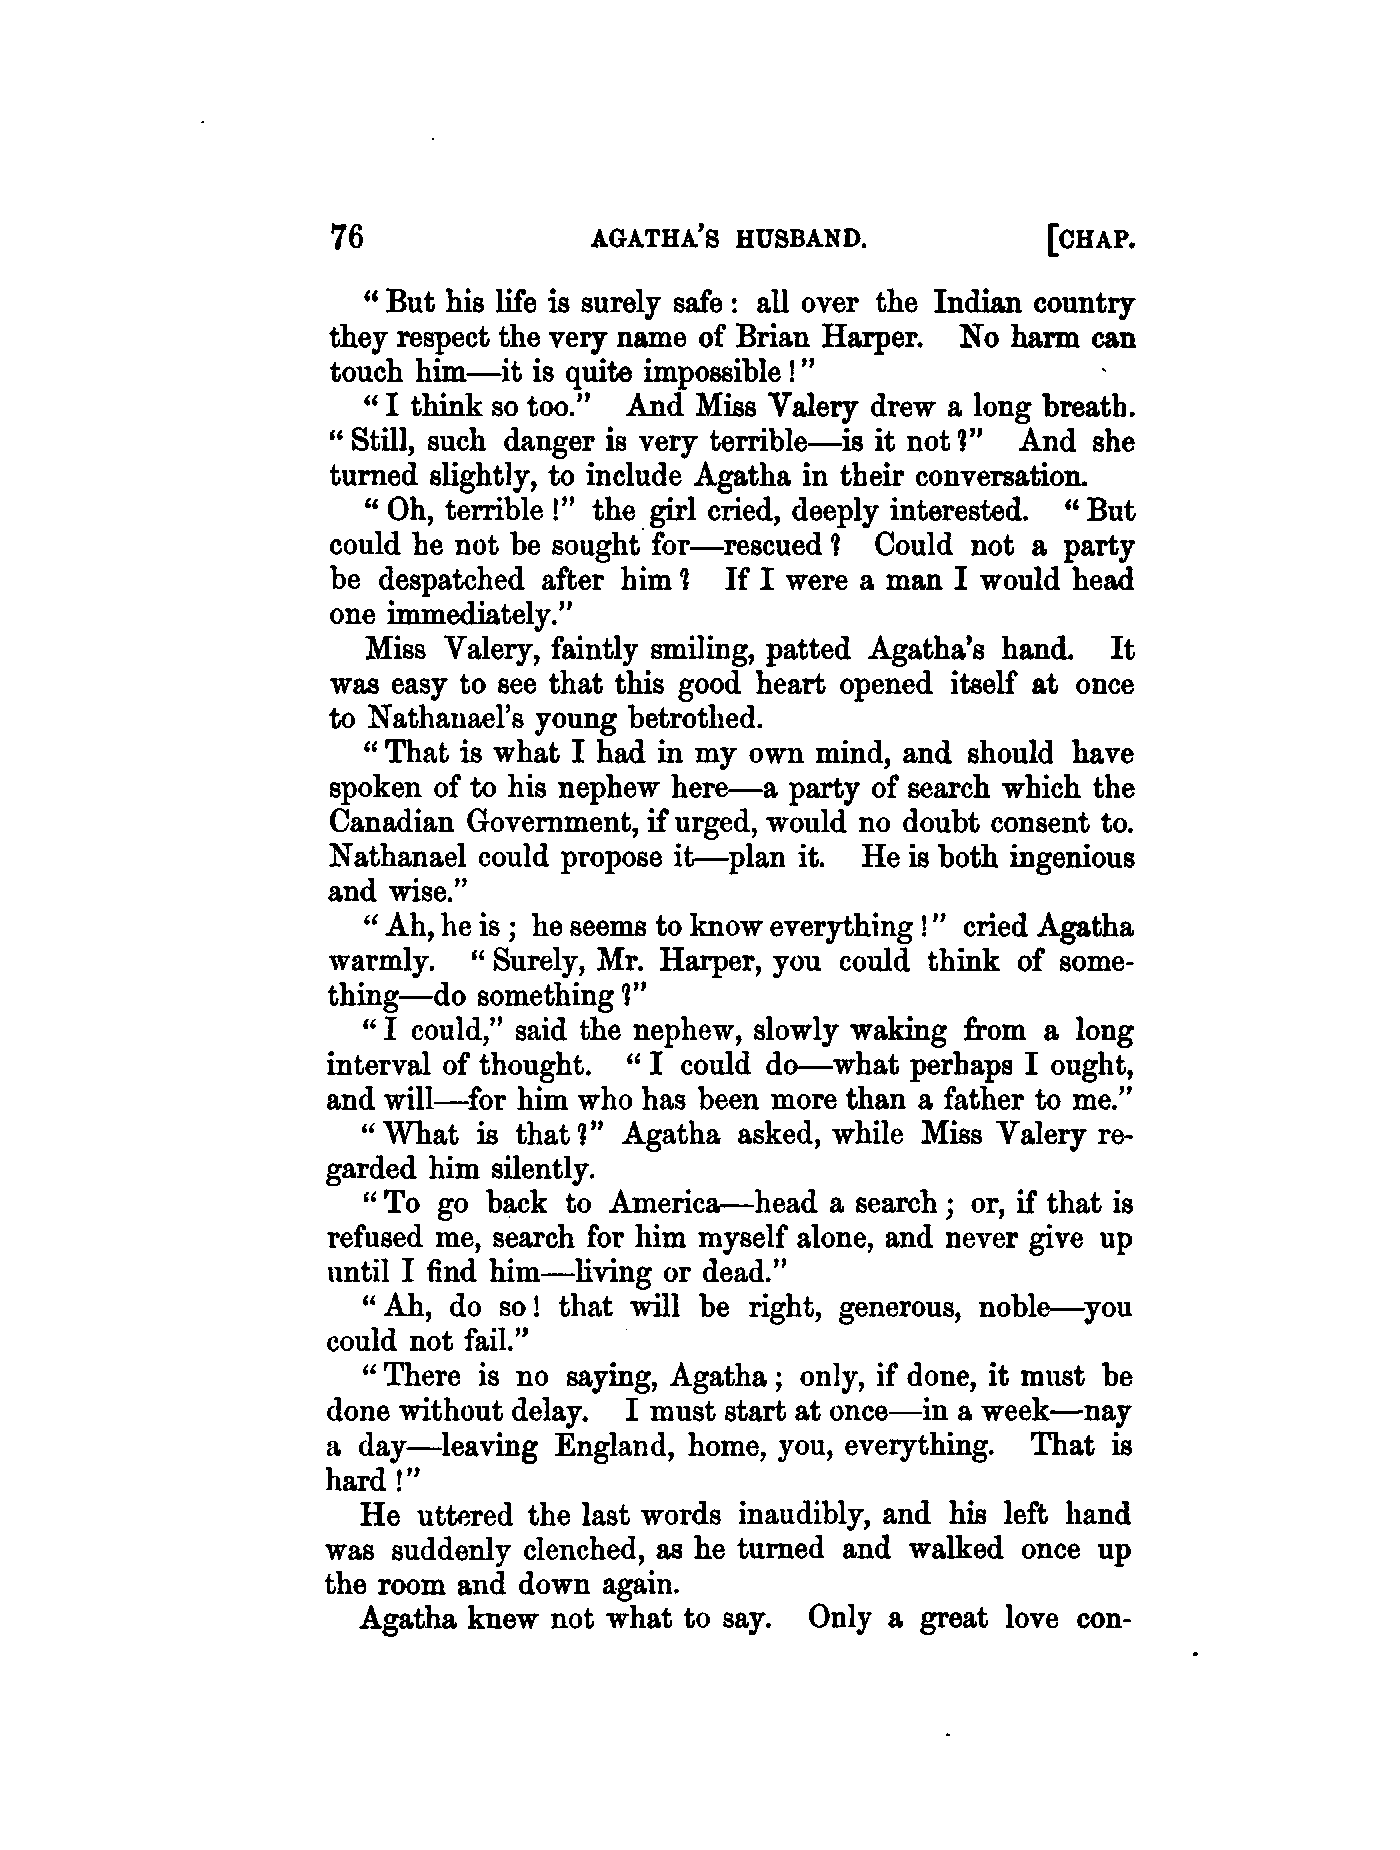 76 AGATHA'S HUSBAND. [CHAP.
"But his life is surely safe: all over the Indian country
they respect the very name of Brian Harper. No harm can
touch him—it is quite impossible!"
"I think so too." And Miss Valery drew a long breath.
"Still, such danger is very terrible—is it not?" And she
turned slightly, to include Agatha in their conversation.
"Oh, terrible!" the girl cried, deeply interested. "But
could he not be sought for—rescued? Could not a party
be despatched after him? If I were a man I would head
one immediately."
Miss Valery, faintly smiling, patted Agatha's hand. It
was easy to see that this good heart opened itself at once
to Nathanael's young betrothed.
"That is what I had in my own mind, and should have
spoken of to his nephew here—a party of search which the
Canadian Government, if urged, would no doubt consent to.
Nathanael could propose it—plan it. He is both ingenious
and wise."
"Ah, he is; he seems to know everything!" cried Agatha
warmly. "Surely, Mr. Harper, you could think of some-
thing—do something?"
"I could," said the nephew, slowly waking from a long
interval of thought. "I could do—what perhaps I ought,
and will—for him who has been more than a father to me."
"What is that?" Agatha asked, while Miss Valery re-
garded him silently.
"To go back to America—head a search; or, if that is
refused me, search for him myself alone, and never give up
until I find him—living or dead."
"Ah, do so! that will be right, generous, noble—you
could not fail."
"There is no saying, Agatha; only, if done, it must be
done without delay. I must start at once—in a week—nay
a day—leaving England, home, you, everything. That is
hard!"
He uttered the last words inaudibly, and his left hand
was suddenly clenched, as he turned and walked once up
the room and down again.
Agatha knew not what to say. Only a great love con-